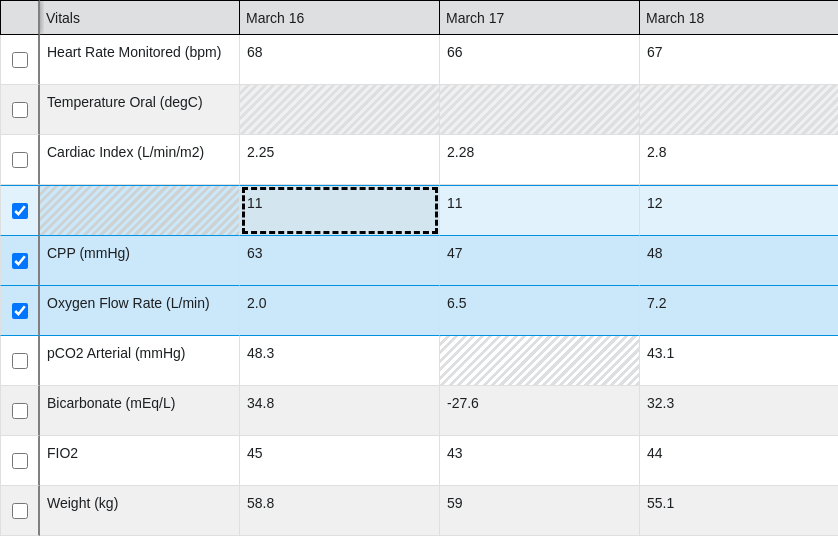 Vitals March 16 March 17 March 18
Heart Rate Monitored (bpm) 68 66 67
Temperature Oral (degC)
Cardiac Index (L/min/m2) 2.25 2.28 2.8
11 11 12
CPP (mmHg) 63 47 48
Oxygen Flow Rate (L/min) 2.0 6.5 7.2
pCO2 Arterial (mmHg) 48.3 43.1
Bicarbonate (mEq/L) 34.8 -27.6 32.3
FIO2 45 43 44
Weight (kg) 58.8 59 55.1